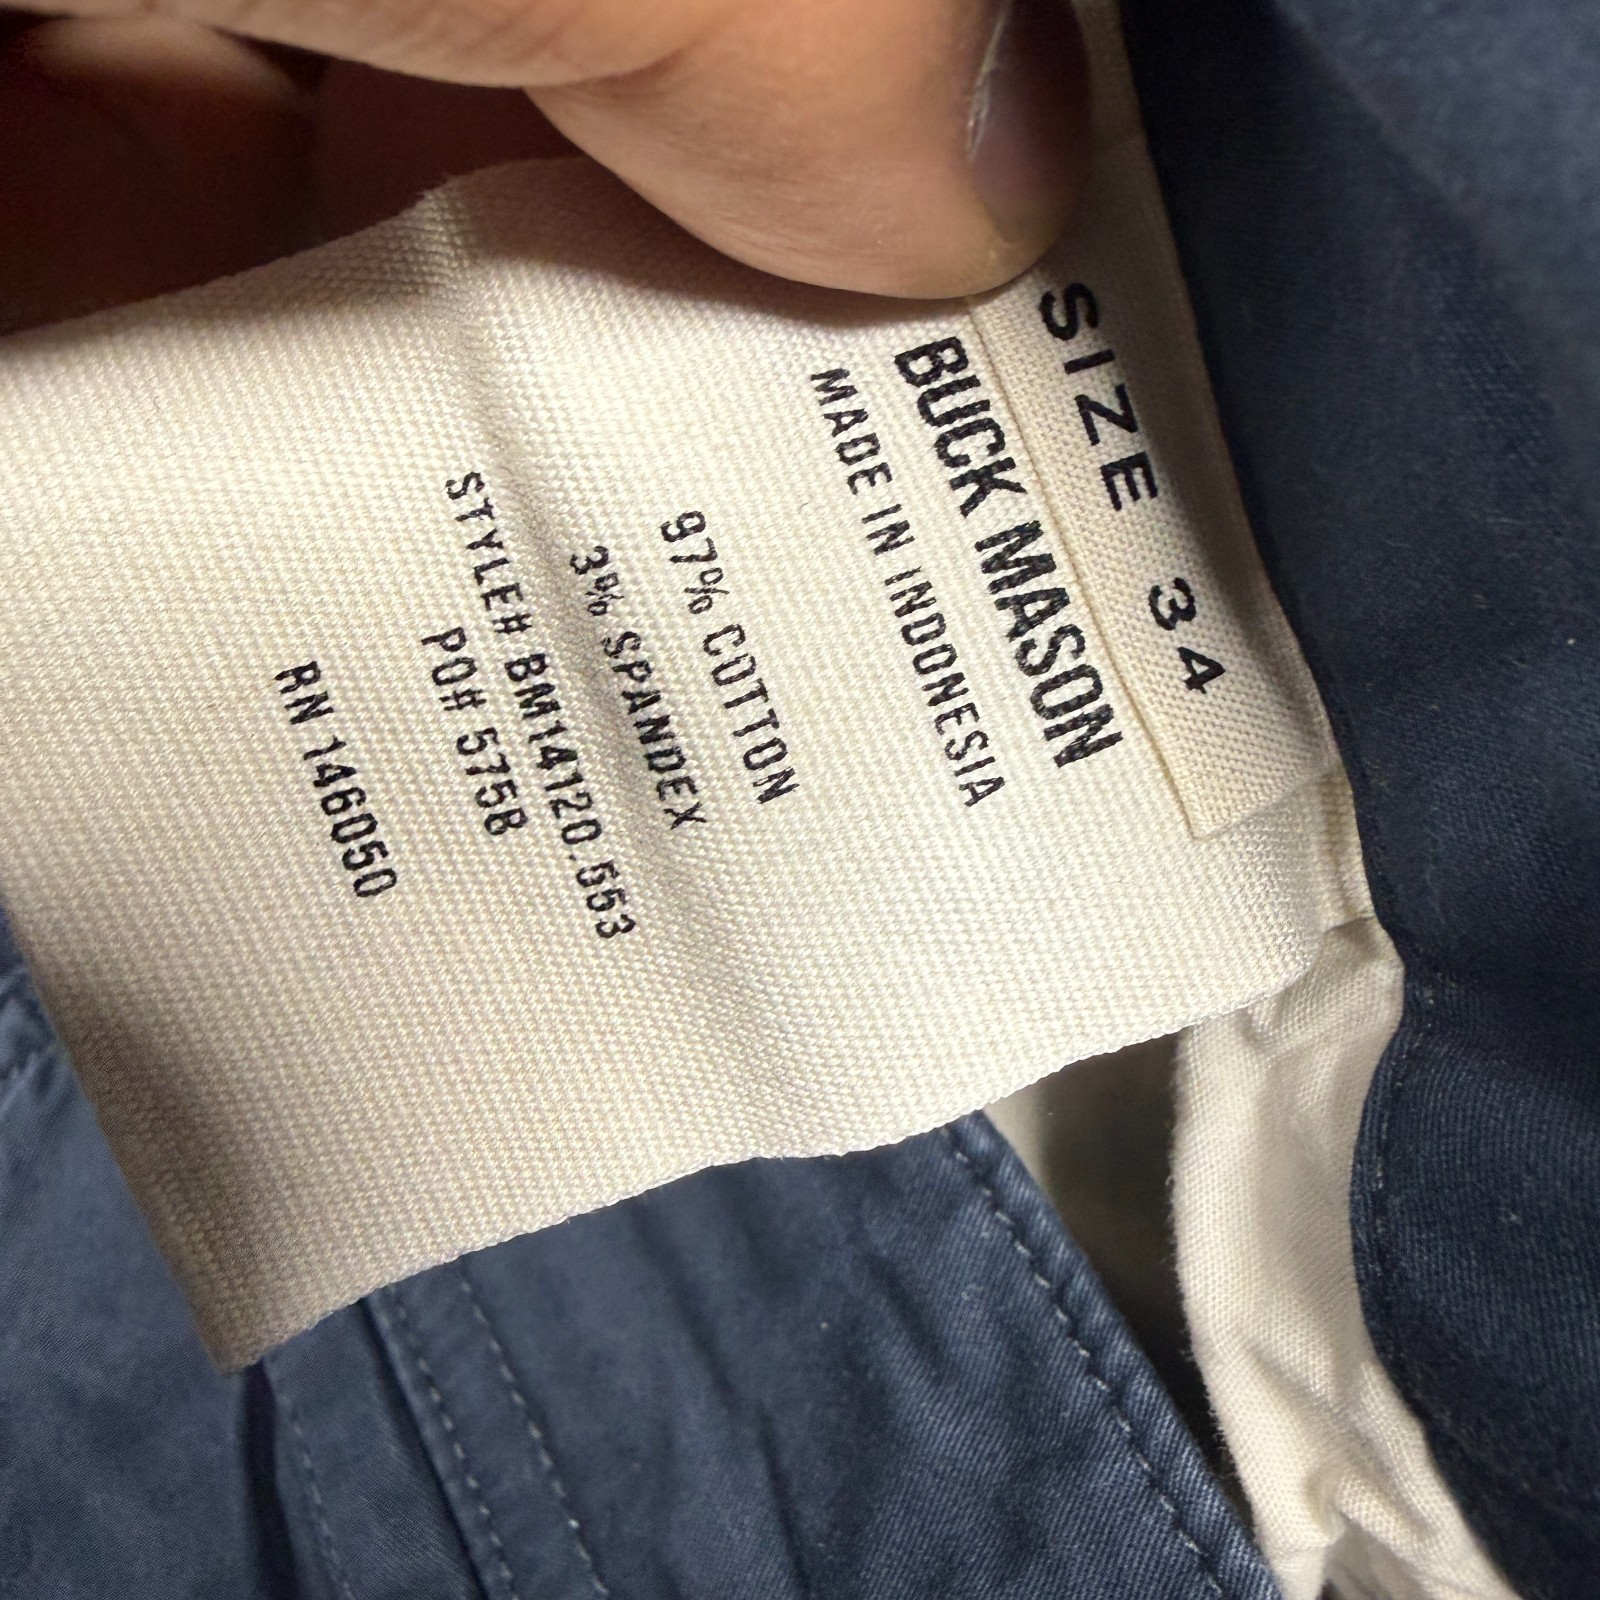 SIZE 34
BUCK MASON
MADE IN INDONESIA
97% COTTON
3% SPANDEX
STYLE# BM14120.553
PO# 5758
RN 146050